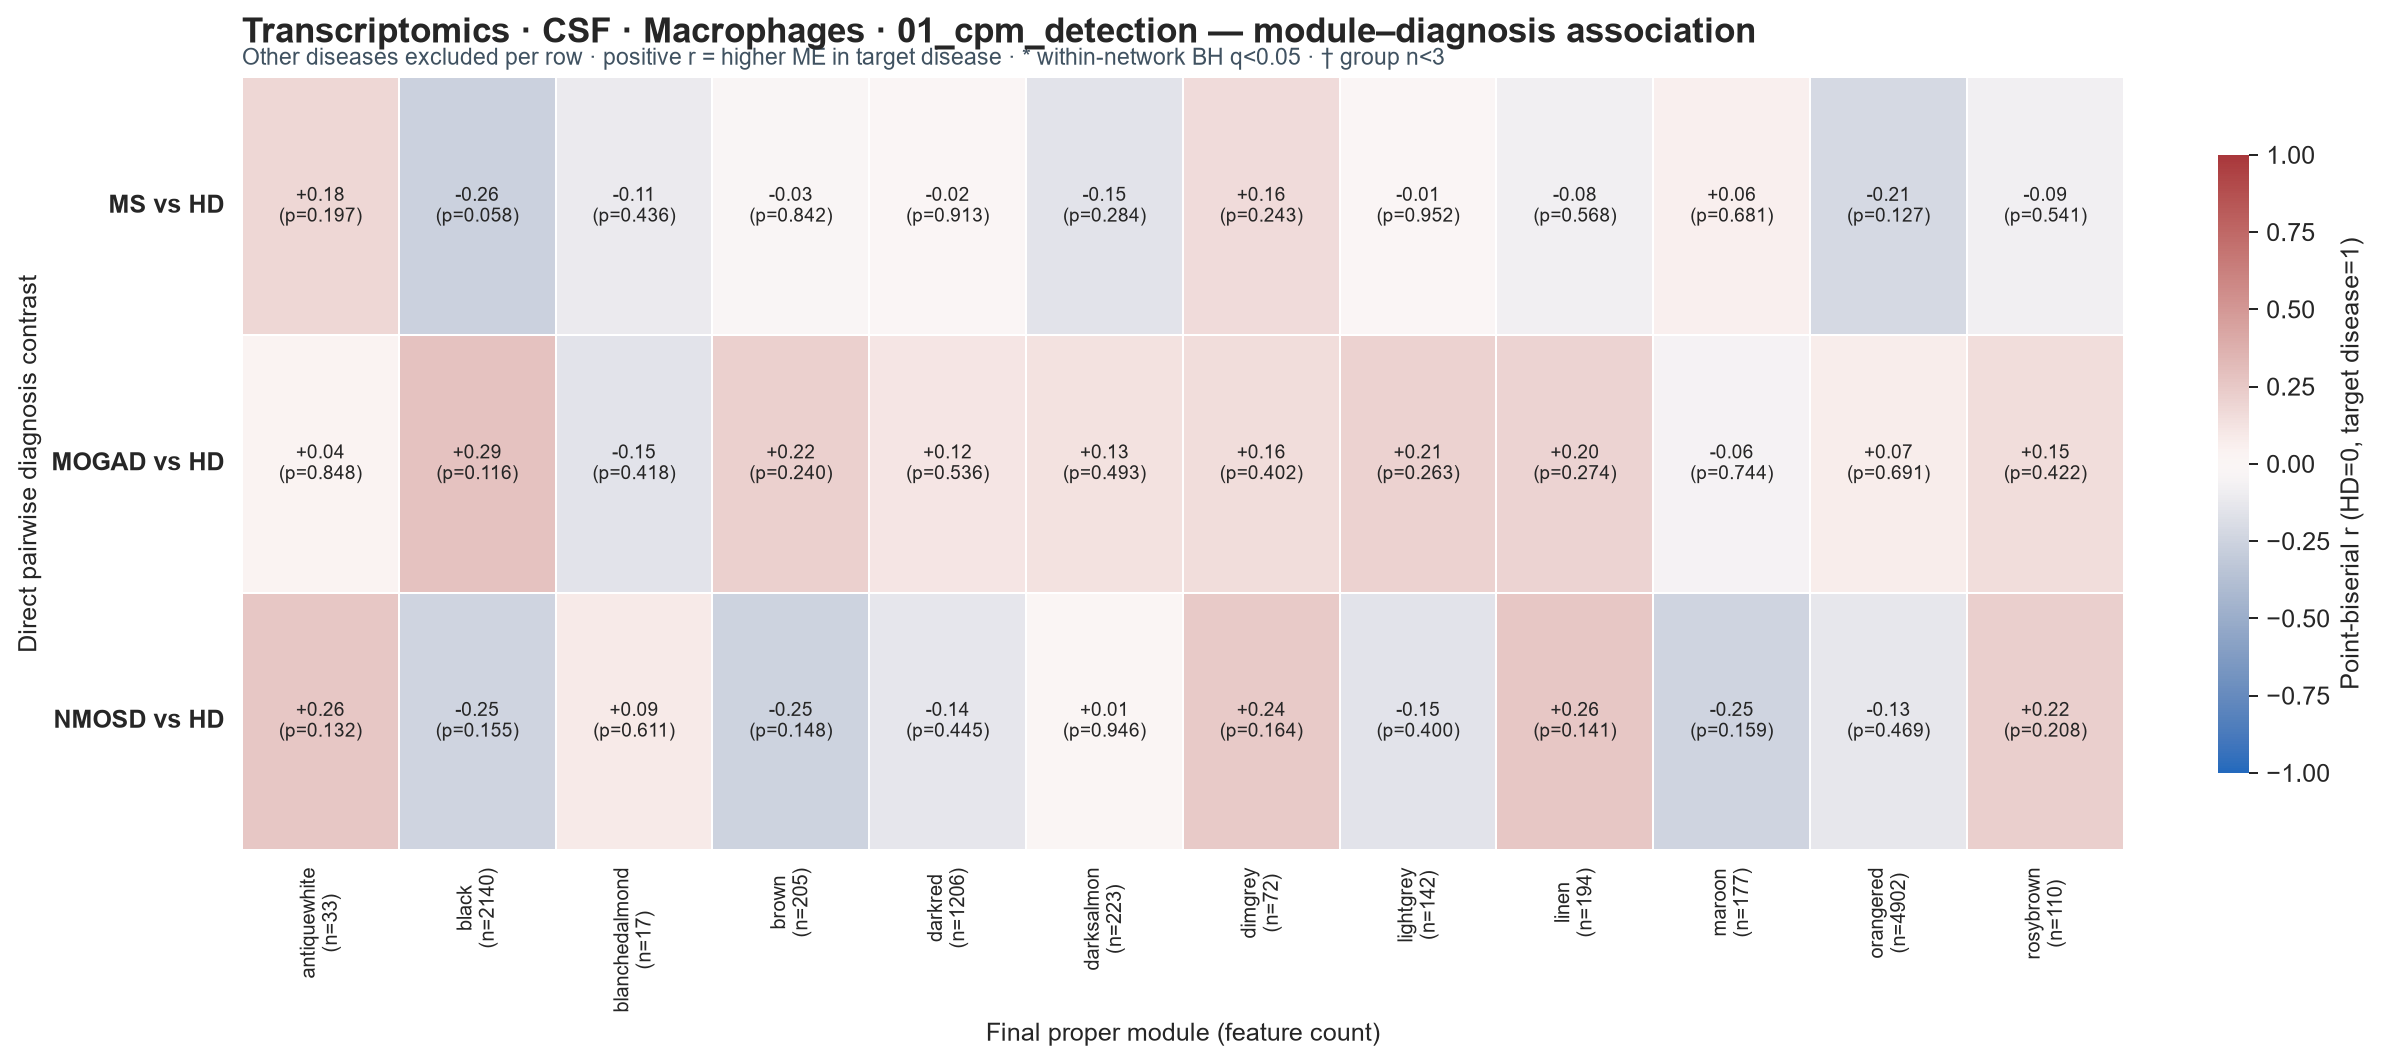 Transcriptomics · CSF · Macrophages · 01_cpm_detection — module–diagnosis association
Other diseases excluded per row · positive r = higher ME in target disease · * within-network BH q<0.05 · † group n<3
Direct pairwise diagnosis contrast
MS vs HD
+0.18
(p=0.197)
-0.26
(p=0.058)
-0.11
(p=0.436)
-0.03
(p=0.842)
-0.02
(p=0.913)
-0.15
(p=0.284)
+0.16
(p=0.243)
-0.01
(p=0.952)
-0.08
(p=0.568)
+0.06
(p=0.681)
-0.21
(p=0.127)
-0.09
(p=0.541)
MOGAD vs HD
+0.04
(p=0.848)
+0.29
(p=0.116)
-0.15
(p=0.418)
+0.22
(p=0.240)
+0.12
(p=0.536)
+0.13
(p=0.493)
+0.16
(p=0.402)
+0.21
(p=0.263)
+0.20
(p=0.274)
-0.06
(p=0.744)
+0.07
(p=0.691)
+0.15
(p=0.422)
NMOSD vs HD
+0.26
(p=0.132)
-0.25
(p=0.155)
+0.09
(p=0.611)
-0.25
(p=0.148)
-0.14
(p=0.445)
+0.01
(p=0.946)
+0.24
(p=0.164)
-0.15
(p=0.400)
+0.26
(p=0.141)
-0.25
(p=0.159)
-0.13
(p=0.469)
+0.22
(p=0.208)
antiquewhite
(n=33)
black
(n=2140)
blanchedalmond
(n=17)
brown
(n=205)
darkred
(n=1206)
darksalmon
(n=223)
dimgrey
(n=72)
lightgrey
(n=142)
linen
(n=194)
maroon
(n=177)
orangered
(n=4902)
rosybrown
(n=110)
Final proper module (feature count)
1.00
0.75
0.50
0.25
0.00
−0.25
−0.50
−0.75
−1.00
Point-biserial r (HD=0, target disease=1)